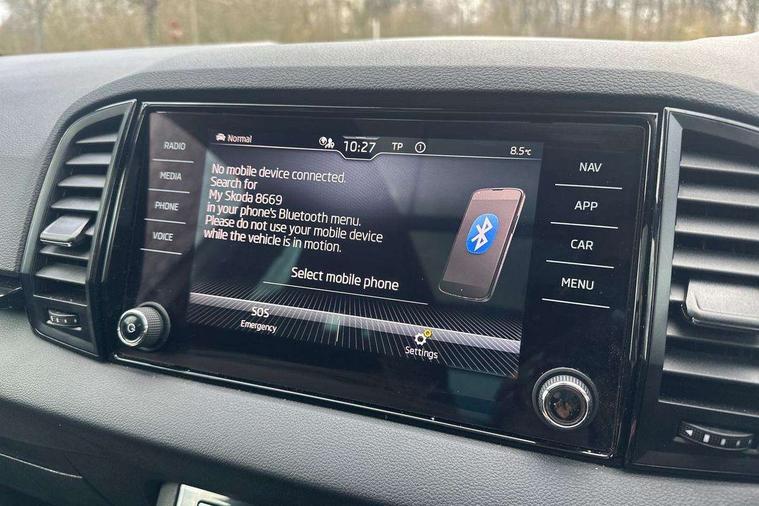 RADIO
MEDIA
PHONE
VOICE
Normal
10:27
TP
8.5°C
No mobile device connected.
Search for
My Skoda 8669
in your phone's Bluetooth menu.
Please do not use your mobile device
while the vehicle is in motion.
Select mobile phone
SOS
Emergency
Settings
NAV
APP
CAR
MENU